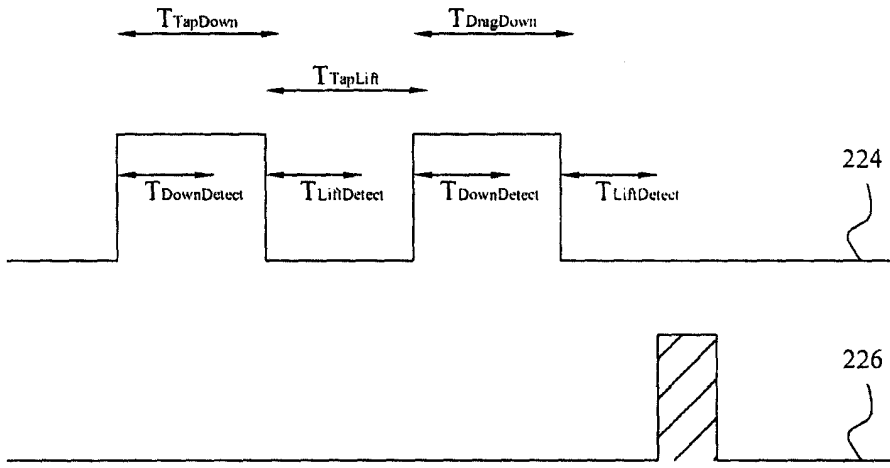 TTapDown
TDragDown
TTapLift
TDownDetect
TLiftDetect
TDownDetect
TLiftDetect
224
226